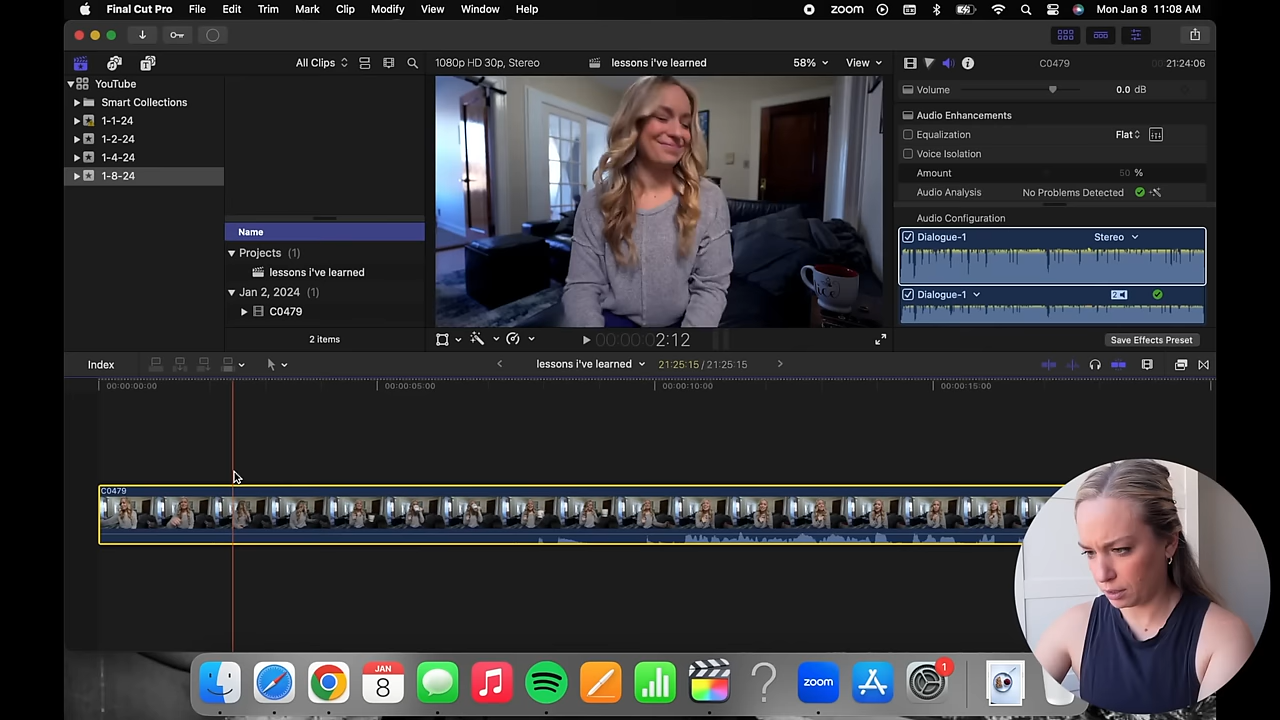 Final Cut Pro File Edit Trim Mark Clip Modify View Window Help zoom Mon Jan 8 11:08 AM
All Clips 1080p HD 30p, Stereo lessons i've learned 58% View C0479 21:24:06
YouTube
Smart Collections
1-1-24
1-2-24
1-4-24
1-8-24
Name
Projects (1)
lessons i've learned
Jan 2, 2024 (1)
C0479
2 items
00:00:02:12
Volume 0.0 dB
Audio Enhancements
Equalization Flat
Voice Isolation
Amount 50 %
Audio Analysis No Problems Detected
Audio Configuration
Dialogue-1 Stereo
Dialogue-1 2
Save Effects Preset
Index lessons i've learned 21:25:15 / 21:25:15
00:00:00:00 00:00:05:00 00:00:10:00 00:00:15:00
C0479
JAN
8
zoom
1